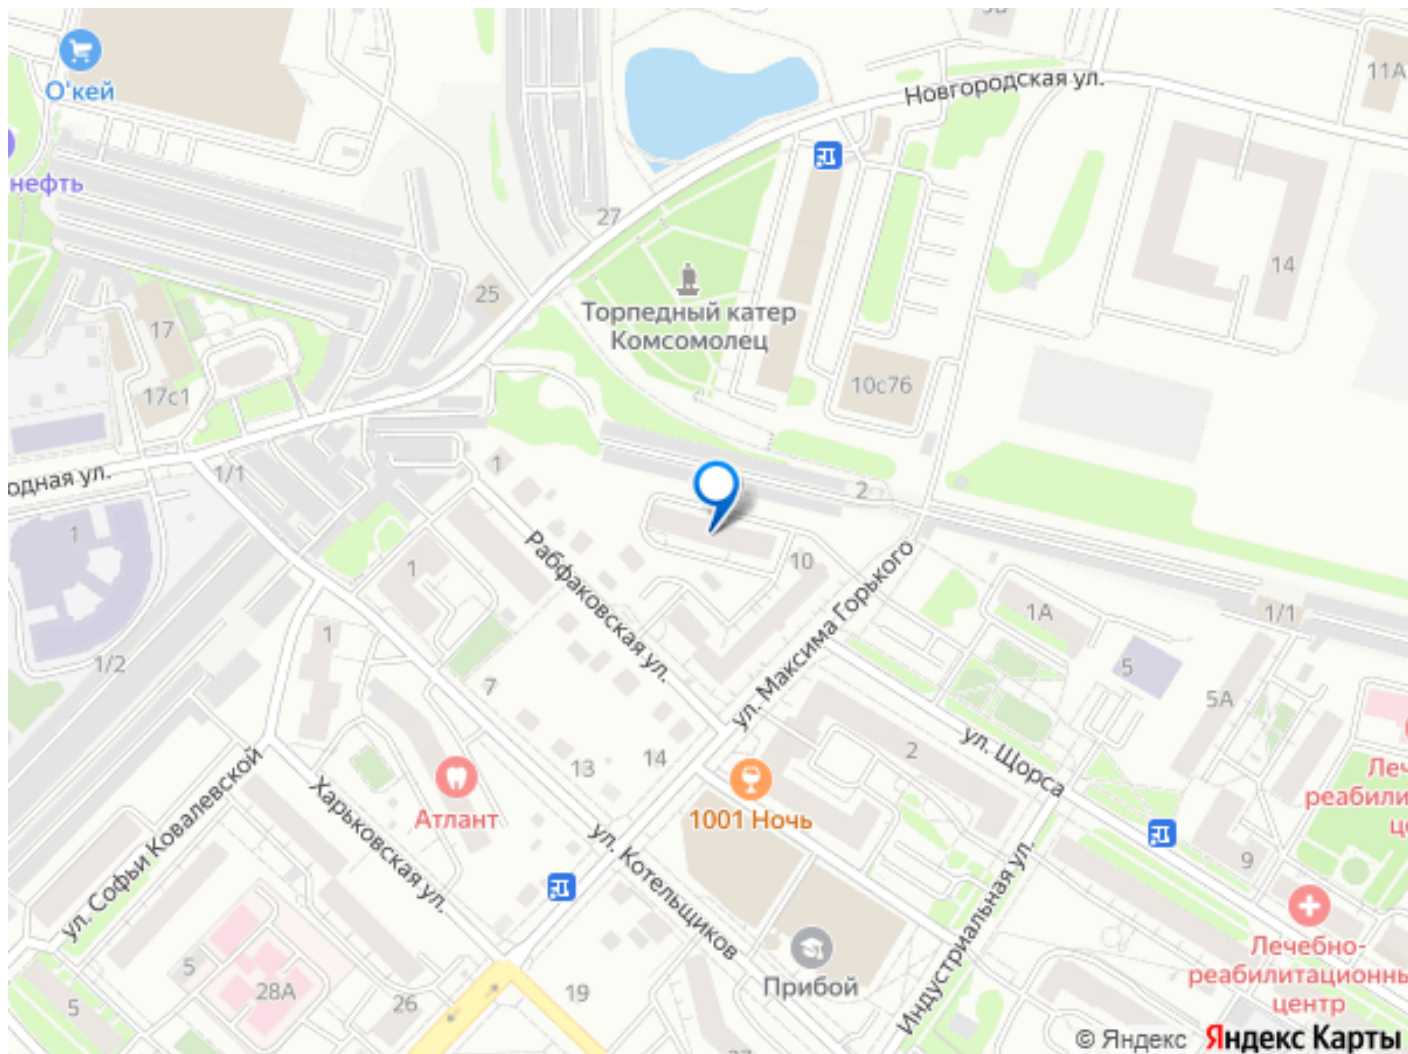 О'кей
нефть
Новгородская ул.
11А
27
25
Торпедный катер
Комсомолец
14
17
17с1
10с76
1/1
одная ул.
1
1
2
1
Рабфаковская ул.
10
ул. Максима Горького
1А
1/1
5
5А
1/2
1
7
ул. Щорса
2
14
13
Атлант
1001 Ночь
Леч
реабили
це
ул. Софьи Ковалевской
Харьковская ул.
ул. Котельщиков
Индустриальная ул.
9
Лечебно-
реабилитационны
центр
Прибой
5
28А
5
26
19
© Яндекс Яндекс Карты